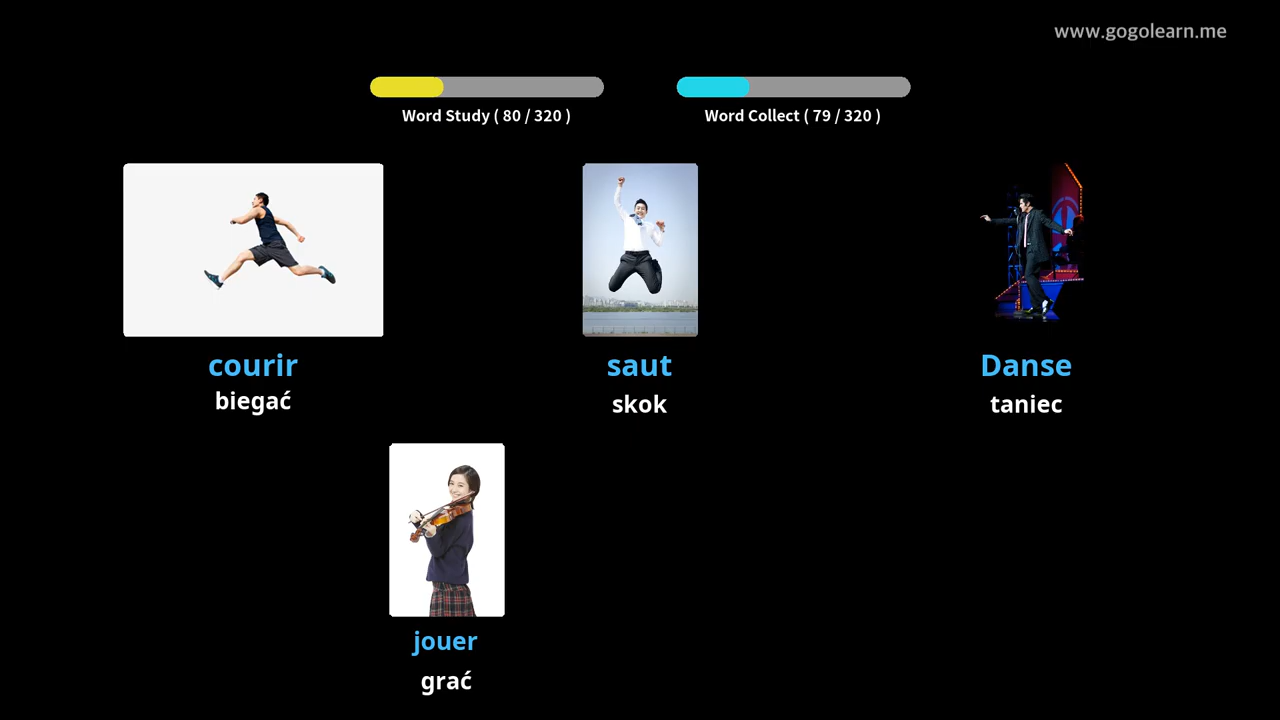 www.gogolearn.me
Word Study ( 80 / 320 )
Word Collect ( 79 / 320 )
courir
biegać
saut
skok
Danse
taniec
jouer
grać